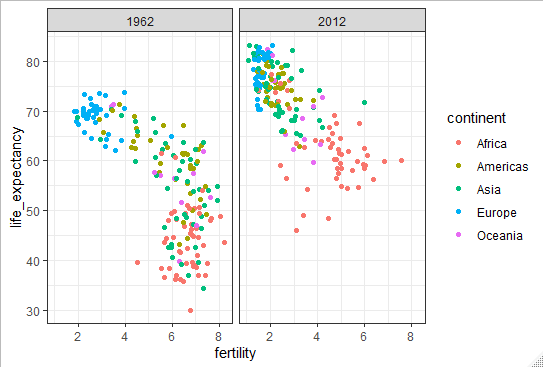 1962
2012
80
70
60
50
40
30
life_expectancy
2 4 6 8
2 4 6 8
fertility
continent
Africa
Americas
Asia
Europe
Oceania